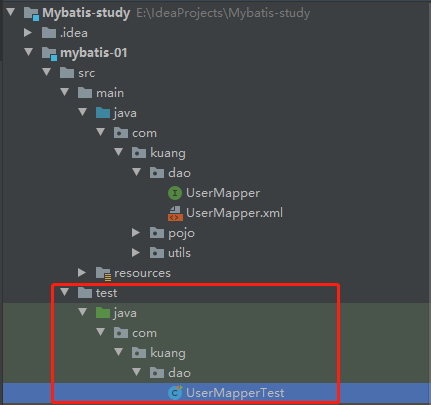 Mybatis-study E:\IdeaProjects\Mybatis-study
.idea
mybatis-01
src
main
java
com
kuang
dao
UserMapper
UserMapper.xml
pojo
utils
resources
test
java
com
kuang
dao
UserMapperTest